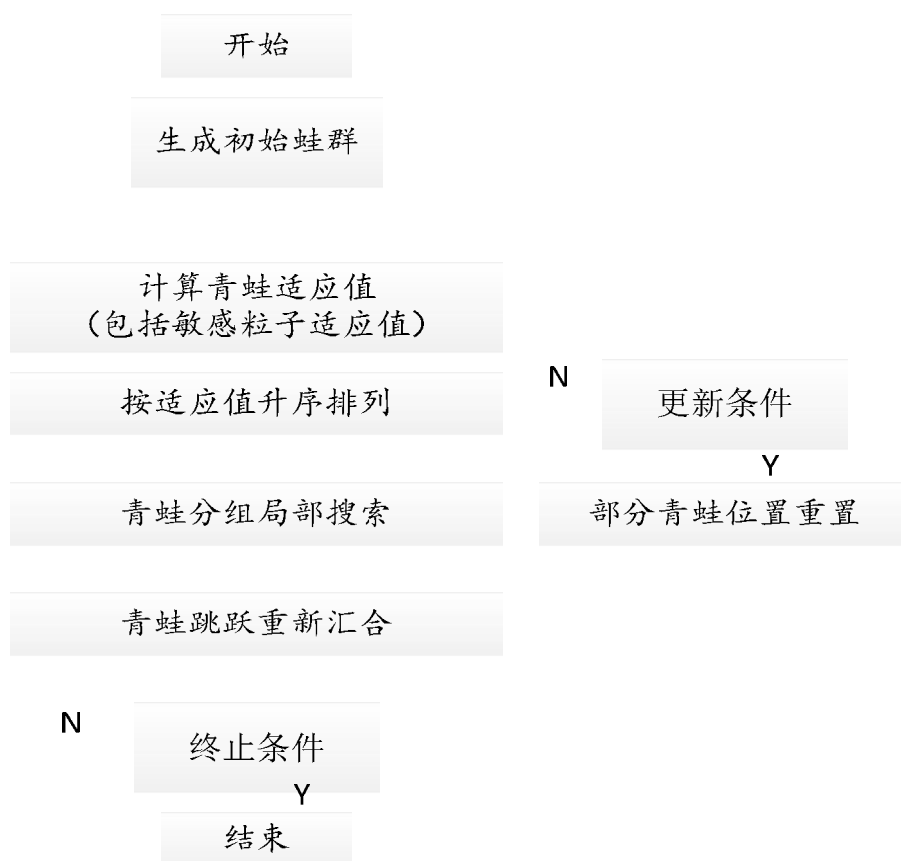 开始
生成初始蛙群
计算青蛙适应值
（包括敏感粒子适应值）
N
按适应值升序排列
更新条件
Y
青蛙分组局部搜索
部分青蛙位置重置
青蛙跳跃重新汇合
N
终止条件
Y
结束